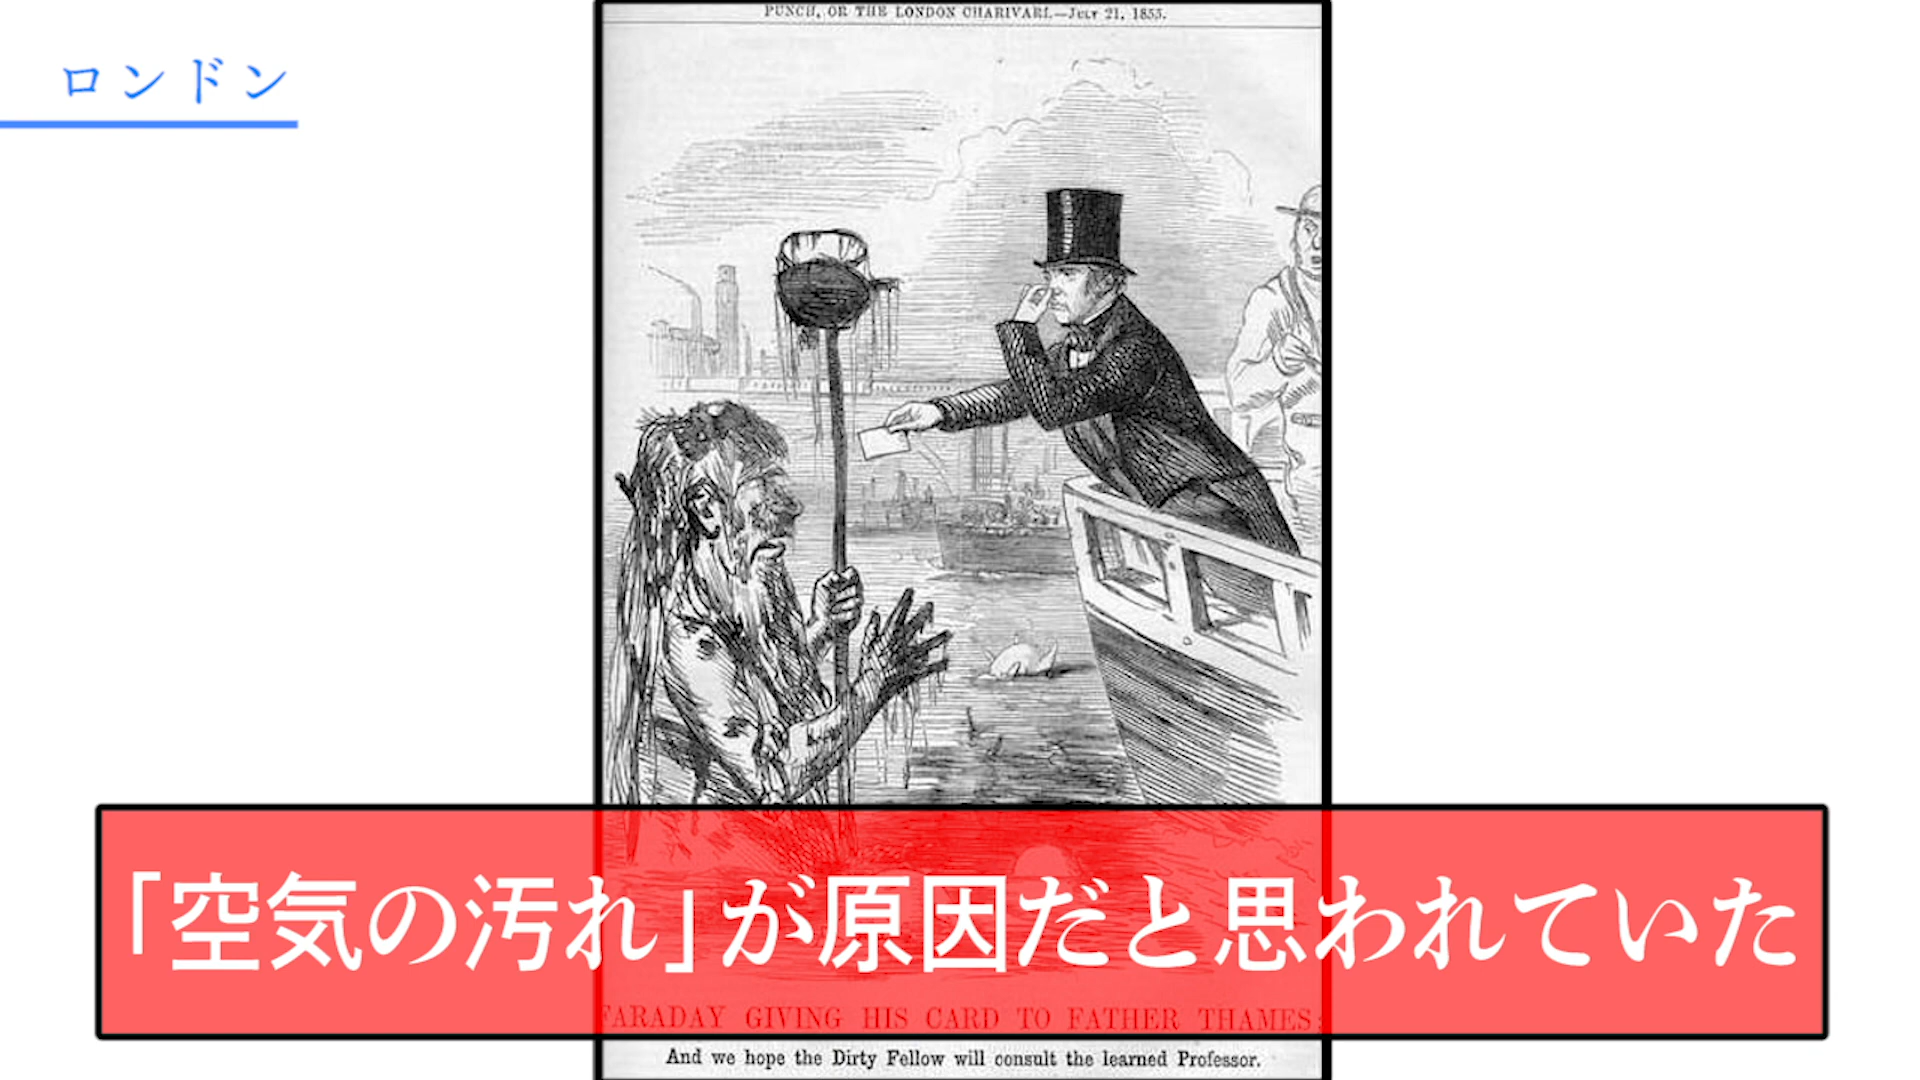 PUNCH, OR THE LONDON CHARIVARI.—July 21, 1855.
ロンドン
「空気の汚れ」が原因だと思われていた
FARADAY GIVING HIS CARD TO FATHER THAMES;
And we hope the Dirty Fellow will consult the learned Professor.